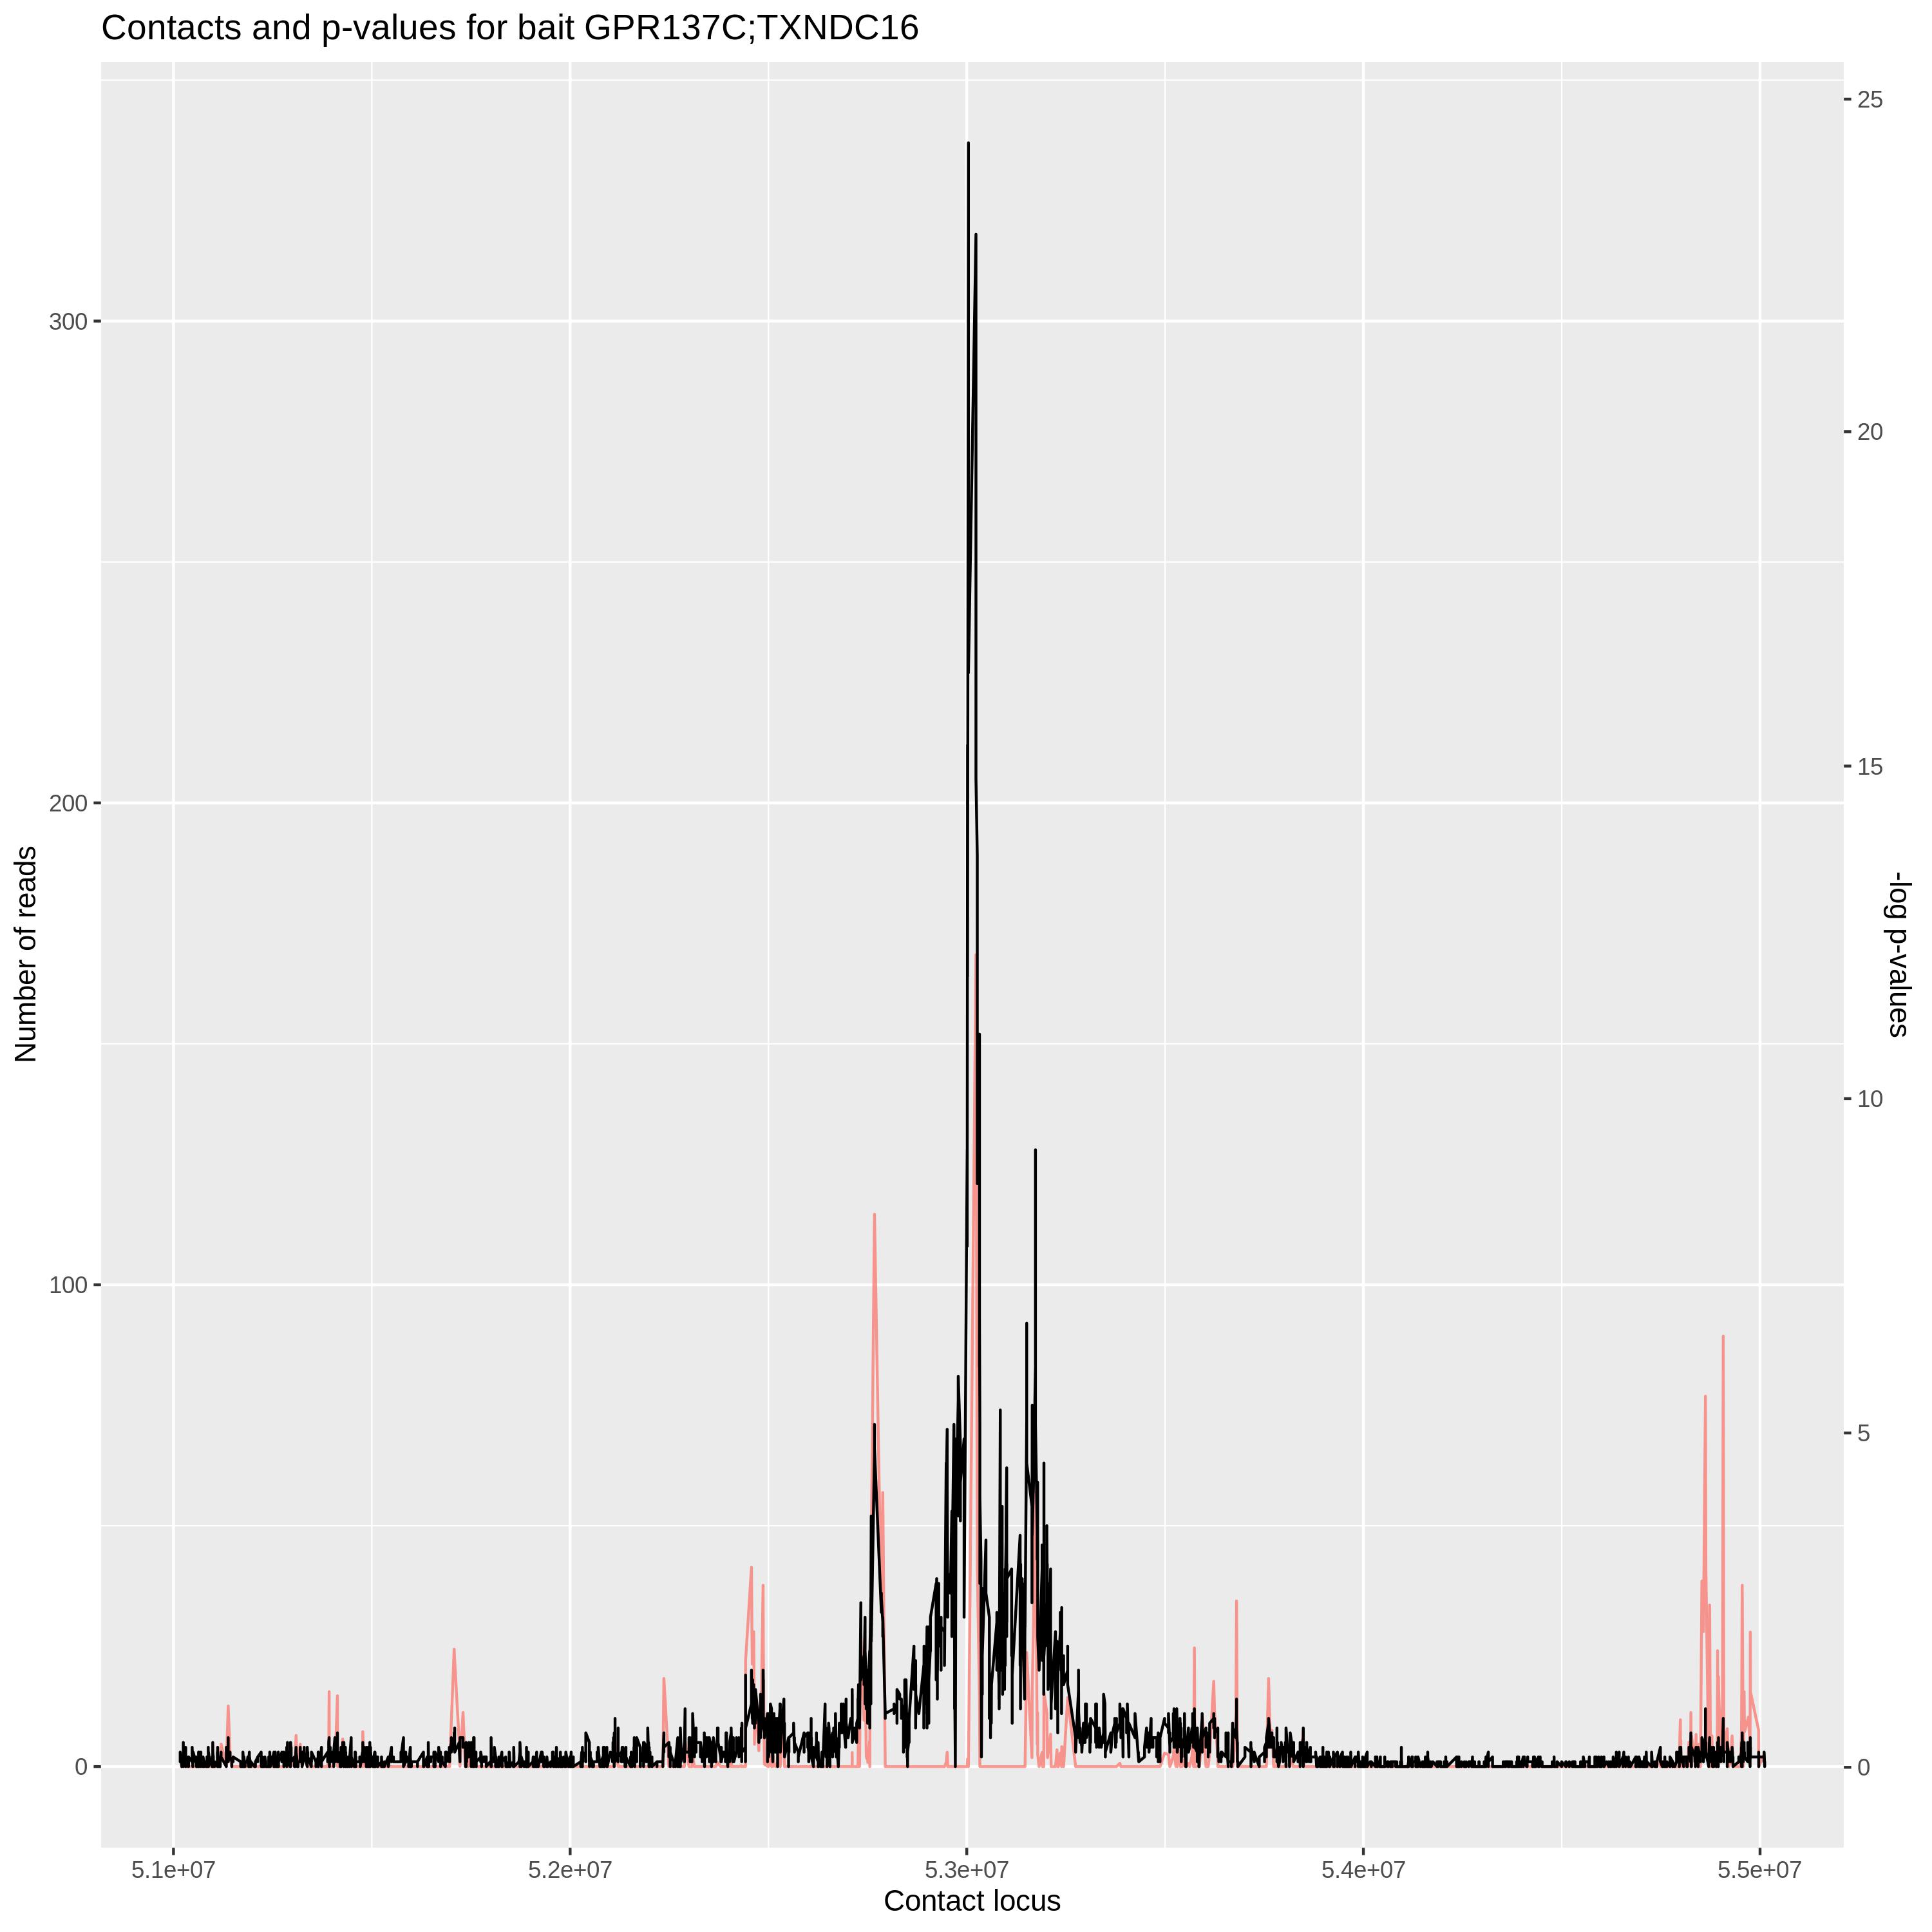 Contacts and p-values for bait GPR137C;TXNDC16
Number of reads
300
200
100
0
25
20
15
10
5
0
-log p-values
5.1e+07
5.2e+07
5.3e+07
5.4e+07
5.5e+07
Contact locus